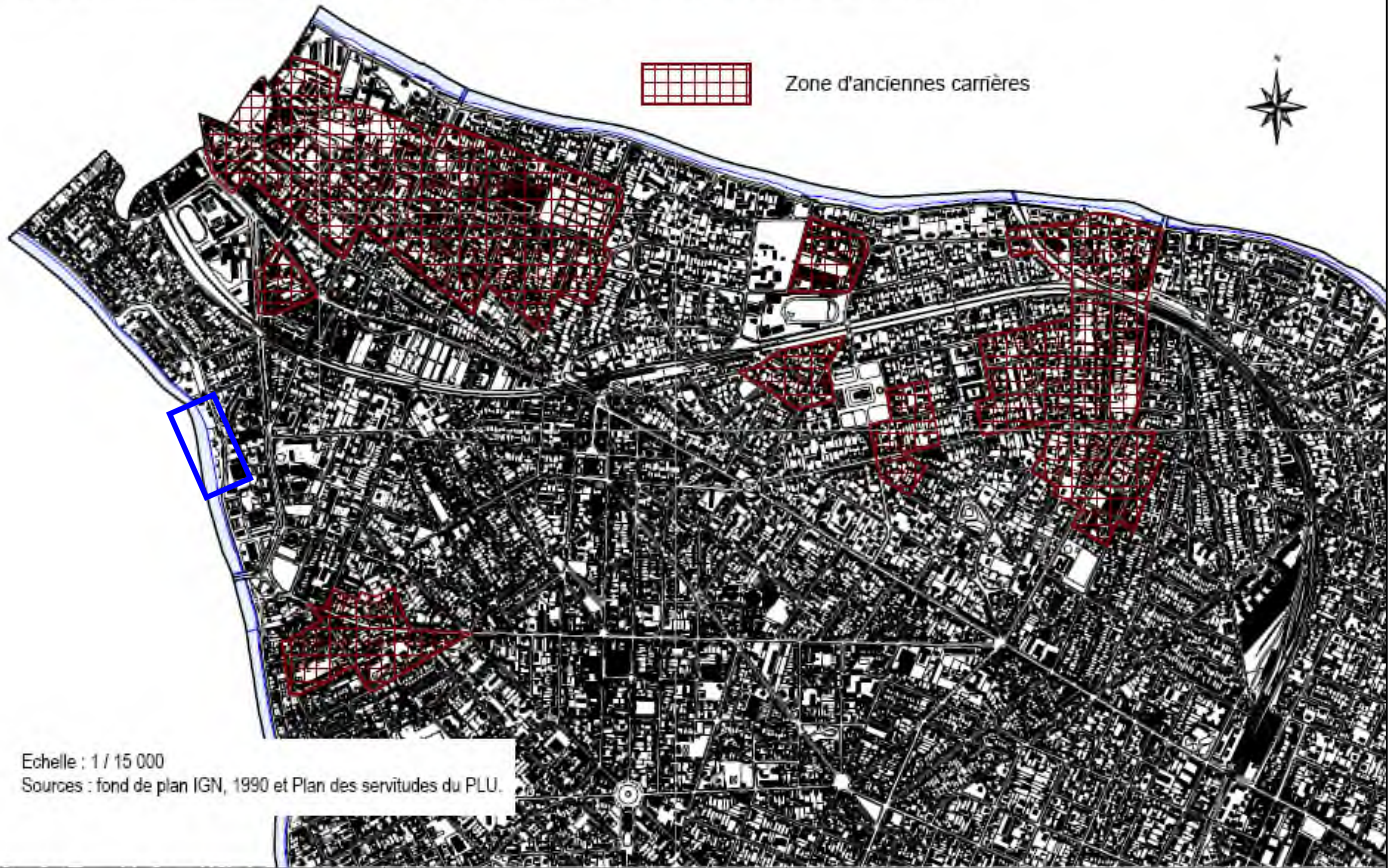 Zone d'anciennes carrières
N
Echelle : 1 / 15 000
Sources : fond de plan IGN, 1990 et Plan des servitudes du PLU.